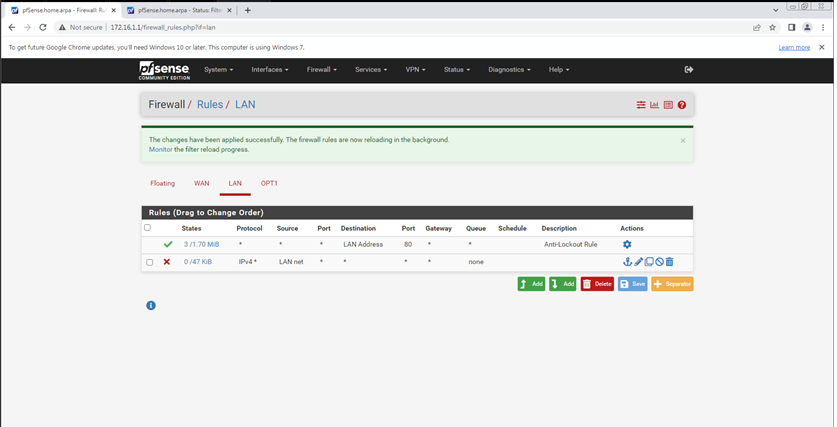 pfSense.home.arpa - Firewall: Ru
pfSense.home.arpa - Status: Filte
Not secure
172.16.1.1/firewall_rules.php?if=lan
To get future Google Chrome updates, you'll need Windows 10 or later. This computer is using Windows 7.
Learn more
pfsense
COMMUNITY EDITION
System
Interfaces
Firewall
Services
VPN
Status
Diagnostics
Help
Firewall / Rules / LAN
The changes have been applied successfully. The firewall rules are now reloading in the background.
Monitor the filter reload progress.
Floating WAN LAN OPT1
Rules (Drag to Change Order)
States Protocol Source Port Destination Port Gateway Queue Schedule Description Actions
3 /1.70 MiB * * * LAN Address 80 * * Anti-Lockout Rule
0 /47 KiB IPv4 * LAN net * * * * none
Add Add Delete Save Separator